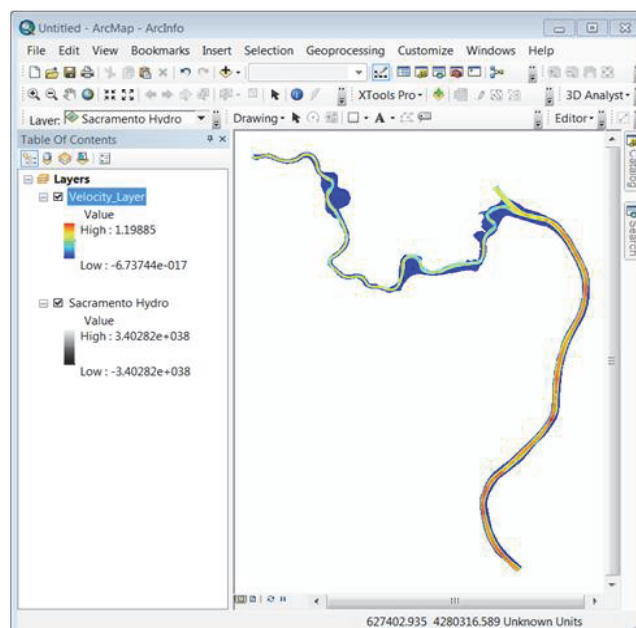 Untitled - ArcMap - ArcInfo
File Edit View Bookmarks Insert Selection Geoprocessing Customize Windows Help
XTools Pro 3D Analyst
Layer: Sacramento Hydro Drawing A Editor
Table Of Contents
Layers
Velocity_Layer
Value
High : 1.19885
Low : -6.73744e-017
Sacramento Hydro
Value
High : 3.40282e+038
Low : -3.40282e+038
Catalog
Search
627402.935 4280316.589 Unknown Units